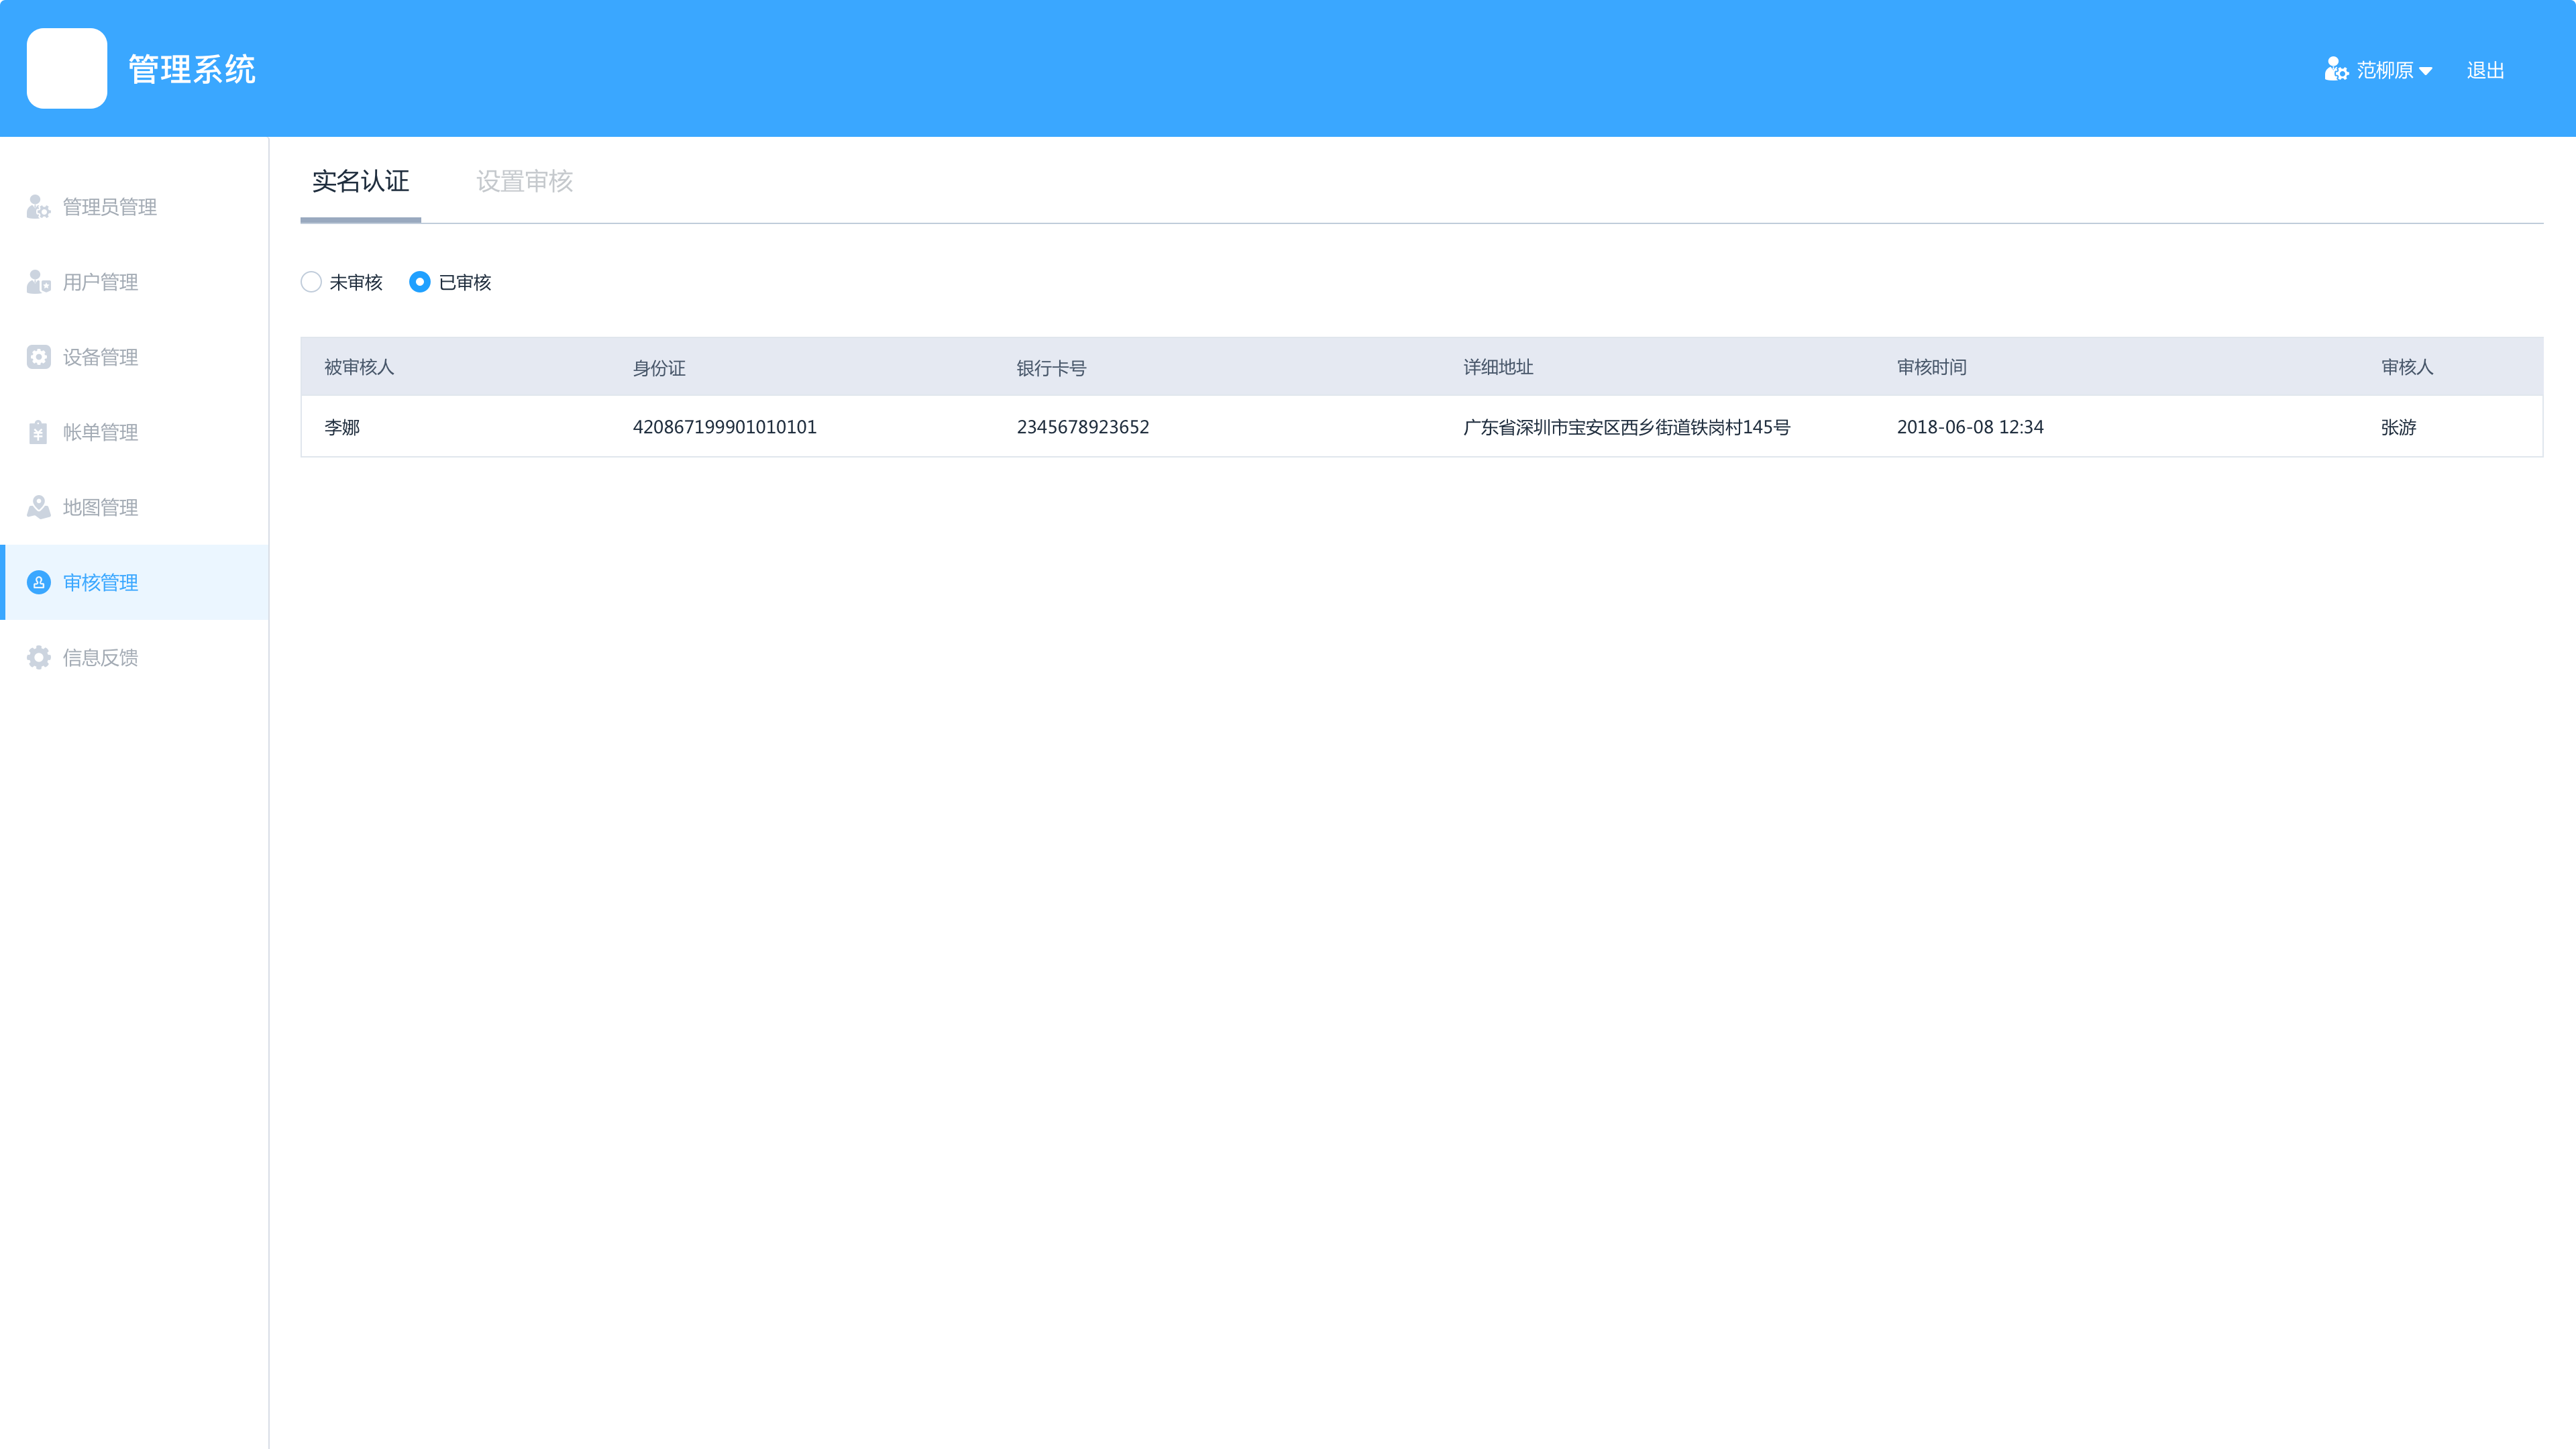 管理系统
范柳原 退出
实名认证 设置审核
管理员管理
用户管理
未审核 已审核
设备管理
被审核人 身份证 银行卡号 详细地址 审核时间 审核人
李娜 420867199901010101 2345678923652 广东省深圳市宝安区西乡街道铁岗村145号 2018-06-08 12:34 张游
帐单管理
地图管理
审核管理
信息反馈